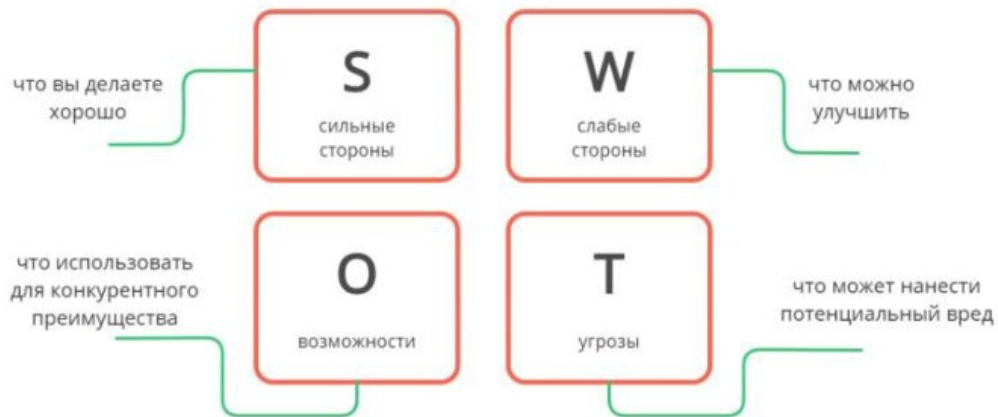 S
сильные
стороны
что вы делаете
хорошо
W
слабые
стороны
что можно
улучшить
O
возможности
что использовать
для конкурентного
преимущества
T
угрозы
что может нанести
потенциальный вред